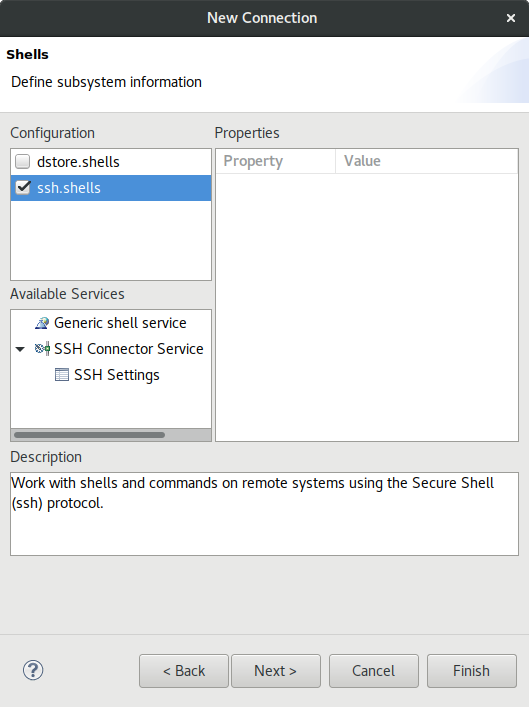 New Connection
Shells
Define subsystem information
Configuration
dstore.shells
ssh.shells
Available Services
Generic shell service
SSH Connector Service
SSH Settings
Properties
Property Value
Description
Work with shells and commands on remote systems using the Secure Shell
(ssh) protocol.
? < Back Next > Cancel Finish